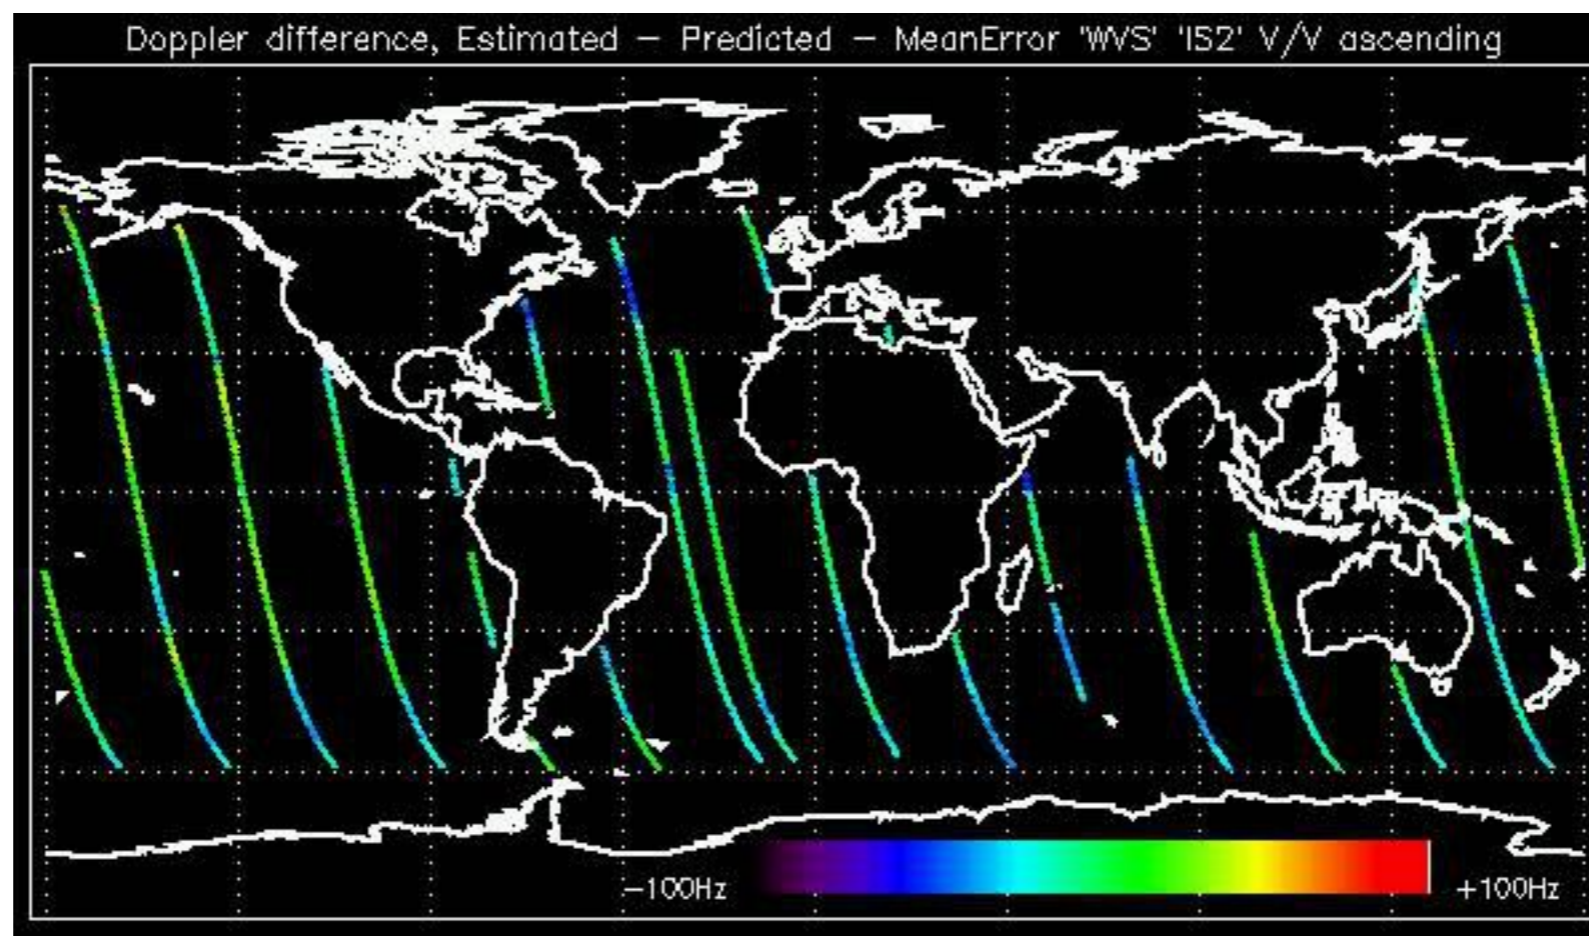 Doppler difference, Estimated - Predicted - MeanError 'WVS' 'IS2' V/V ascending
-100Hz +100Hz